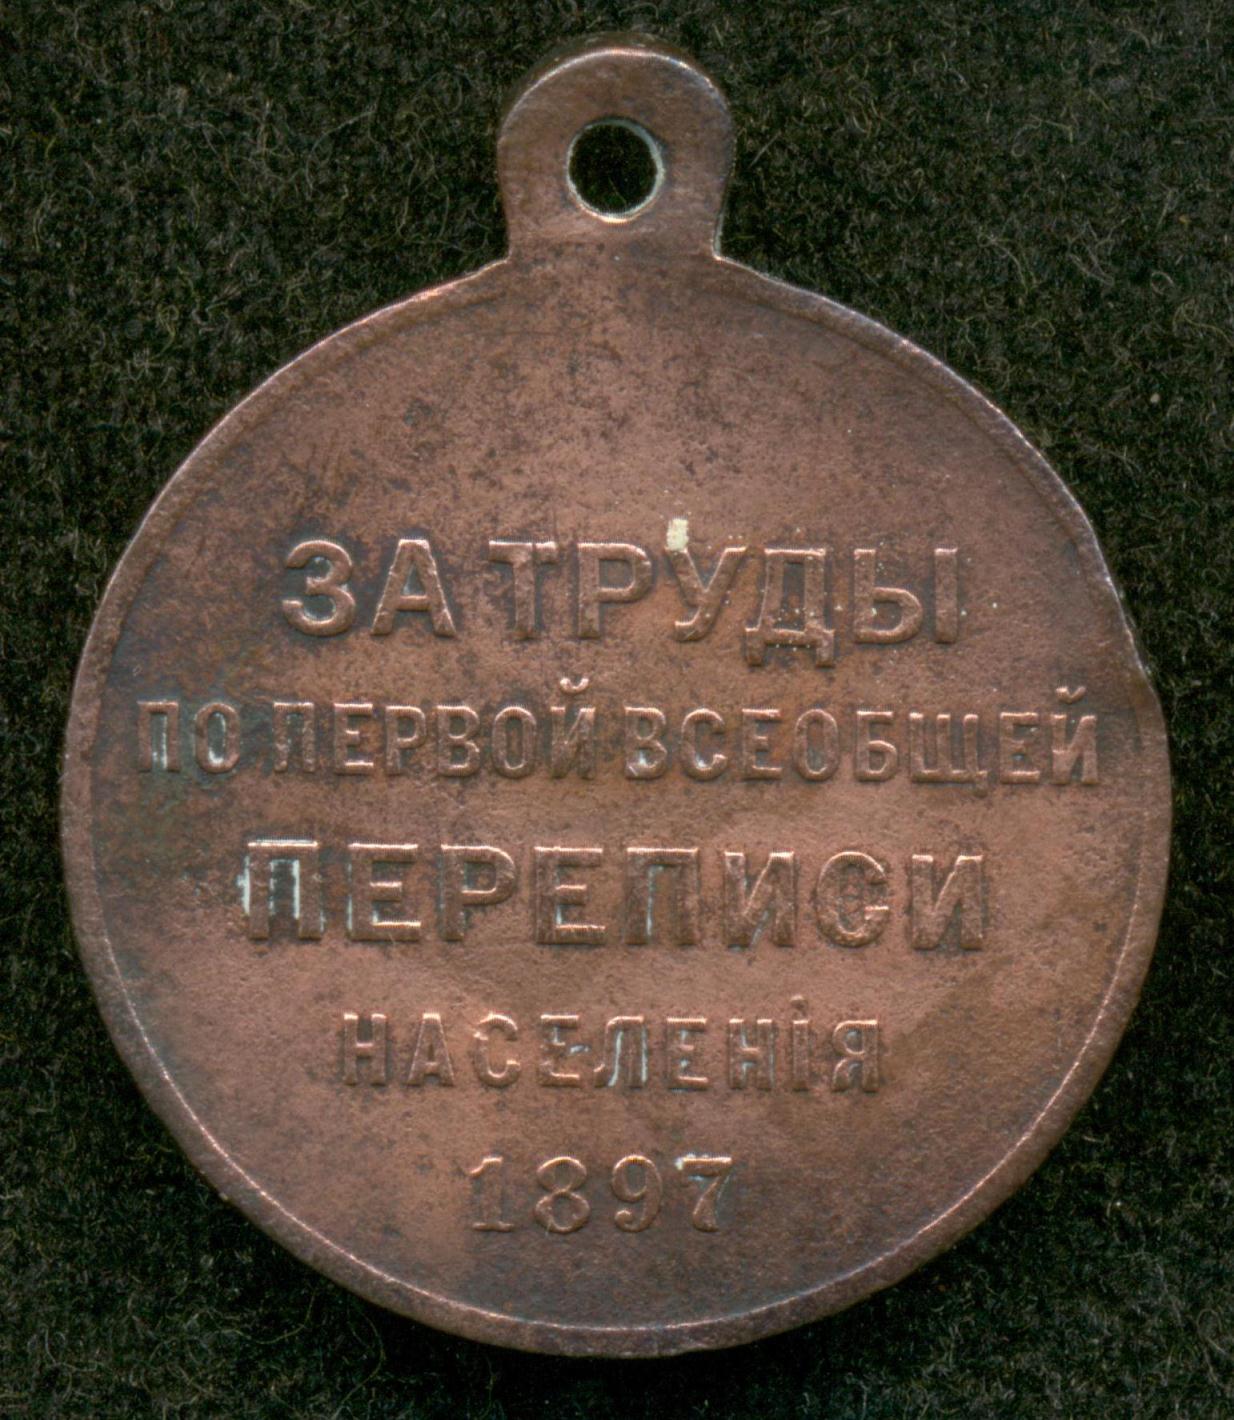 ЗА ТРУДЫ
ПО ПЕРВОЙ ВСЕОБЩЕЙ
ПЕРЕПИСИ
НАСЕЛЕНІЯ
1897